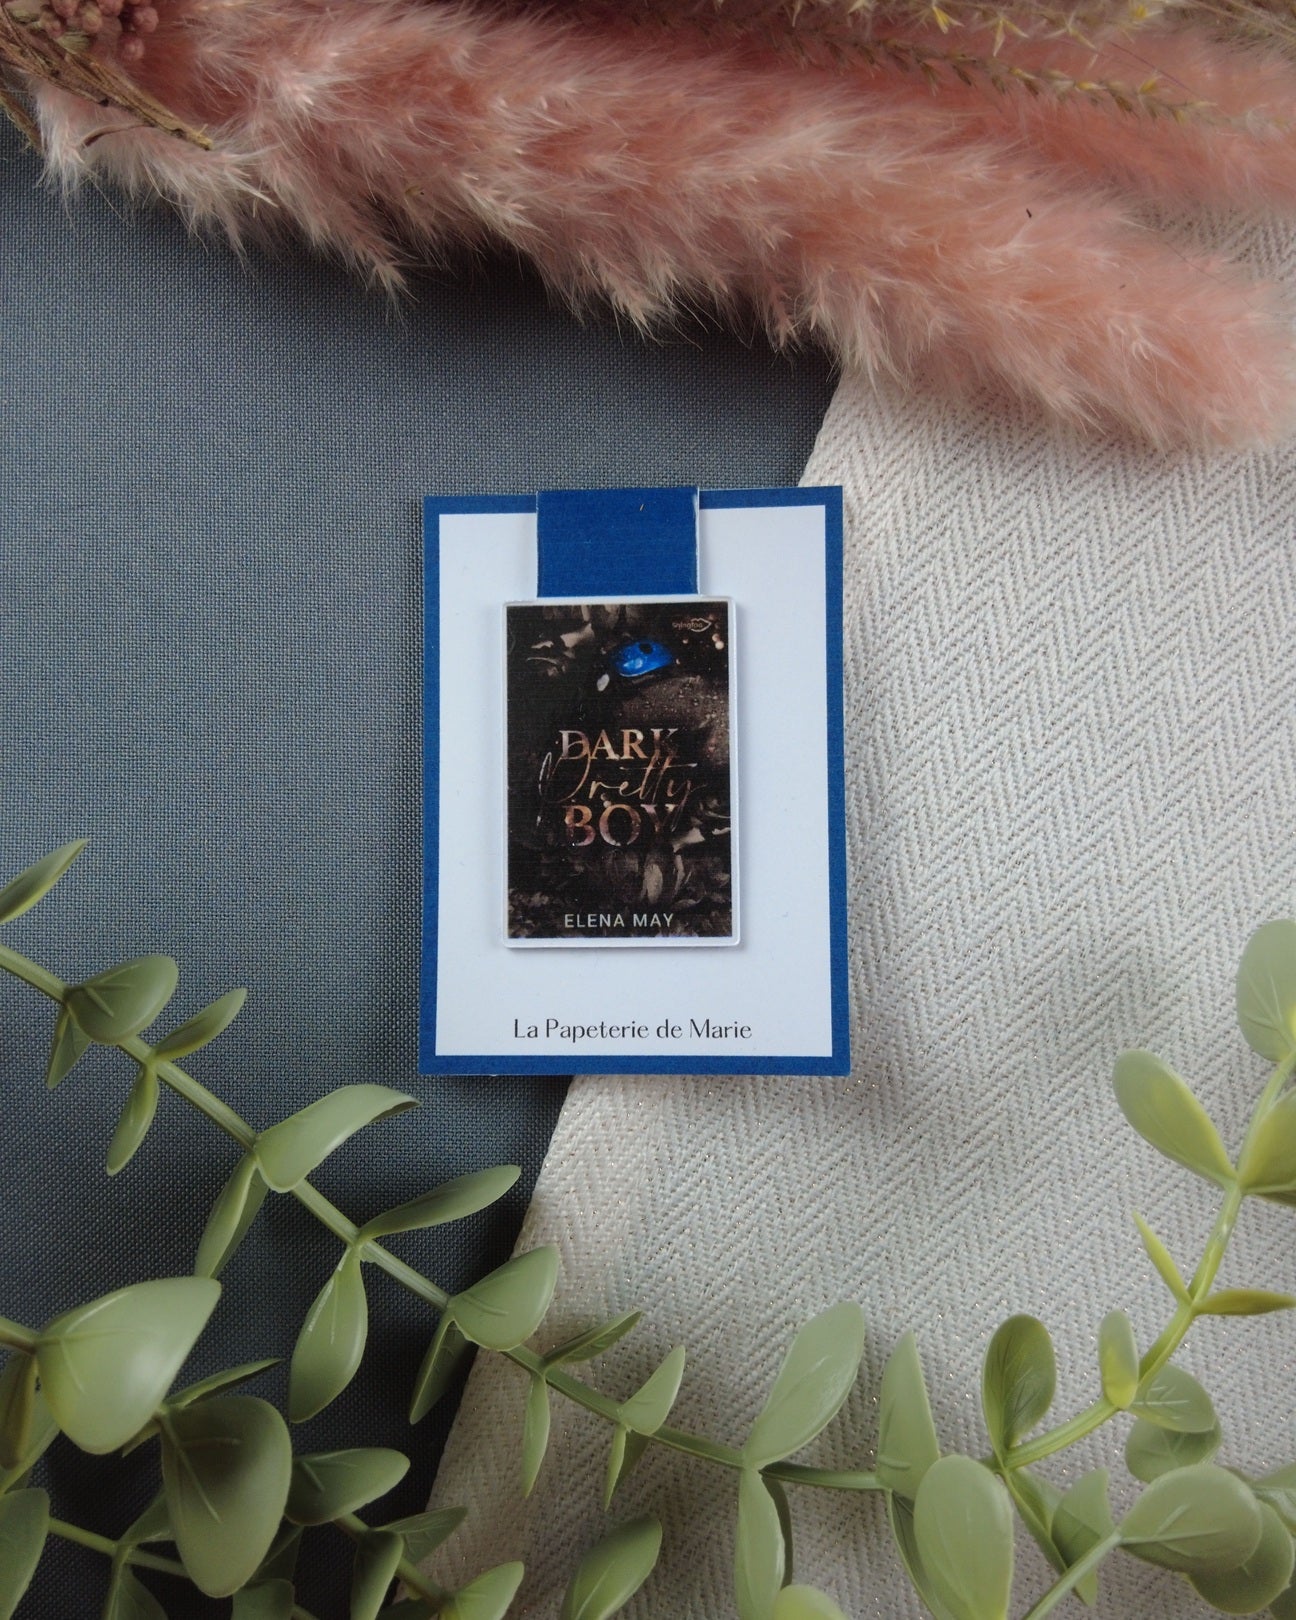 DARK
Pretty
BOY
ELENA MAY
La Papeterie de Marie